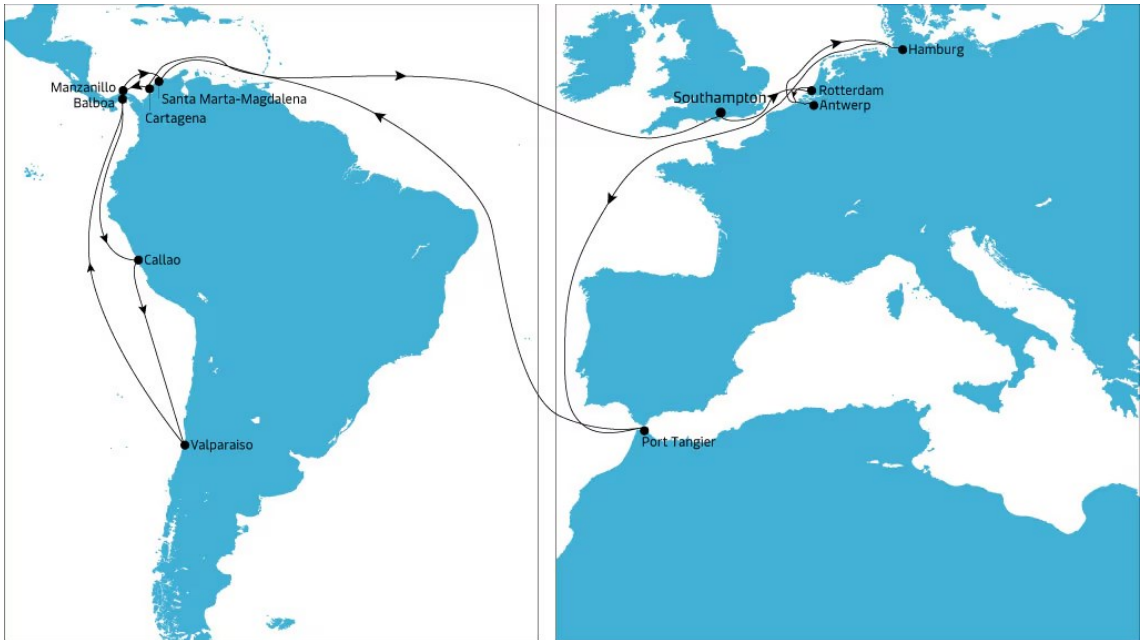 Manzanillo
Balboa
Santa Marta-Magdalena
Cartagena
Callao
Valparaiso
Hamburg
Rotterdam
Southampton
Antwerp
Port Tangier